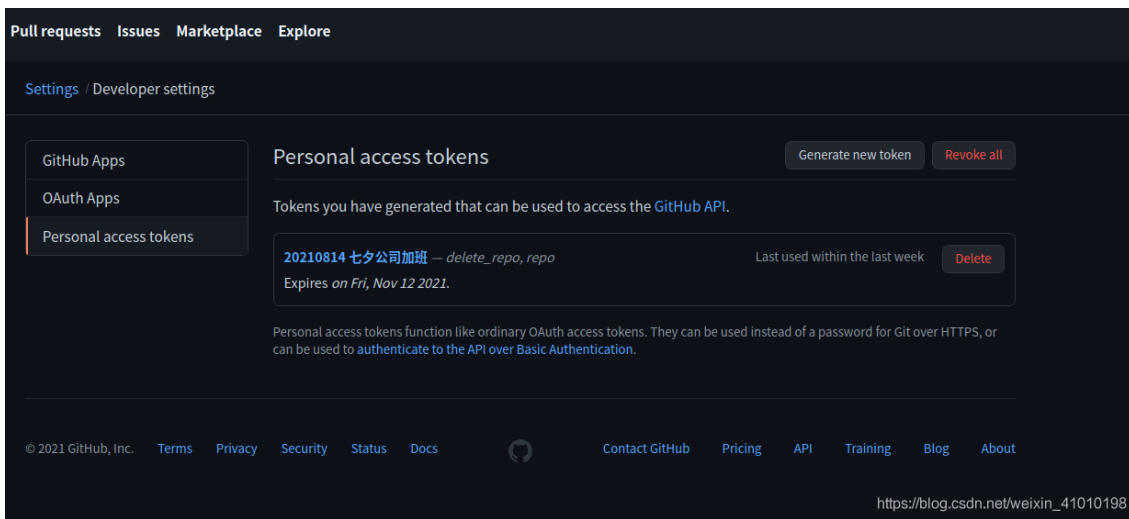 Pull requests Issues Marketplace Explore
Settings / Developer settings
GitHub Apps
OAuth Apps
Personal access tokens
Personal access tokens
Generate new token
Revoke all
Tokens you have generated that can be used to access the GitHub API.
20210814 七夕公司加班 — delete_repo, repo
Last used within the last week
Delete
Expires on Fri, Nov 12 2021.
Personal access tokens function like ordinary OAuth access tokens. They can be used instead of a password for Git over HTTPS, or
can be used to authenticate to the API over Basic Authentication.
© 2021 GitHub, Inc. Terms Privacy Security Status Docs Contact GitHub Pricing API Training Blog About
https://blog.csdn.net/weixin_41010198